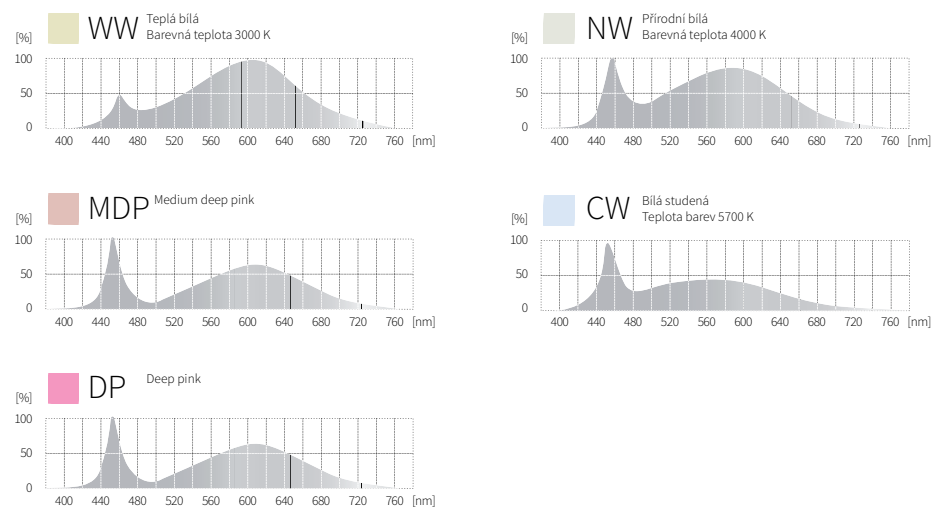 WW Teplá bílá
Barevná teplota 3000 K
[%]
100
50
0
400 440 480 520 560 600 640 680 720 760 [nm]
NW Přírodní bílá
Barevná teplota 4000 K
[%]
100
50
0
400 440 480 520 560 600 640 680 720 760 [nm]
MDP Medium deep pink
[%]
100
50
0
400 440 480 520 560 600 640 680 720 760 [nm]
CW Bílá studená
Teplota barev 5700 K
[%]
100
50
0
400 440 480 520 560 600 640 680 720 760 [nm]
DP Deep pink
[%]
100
50
0
400 440 480 520 560 600 640 680 720 760 [nm]